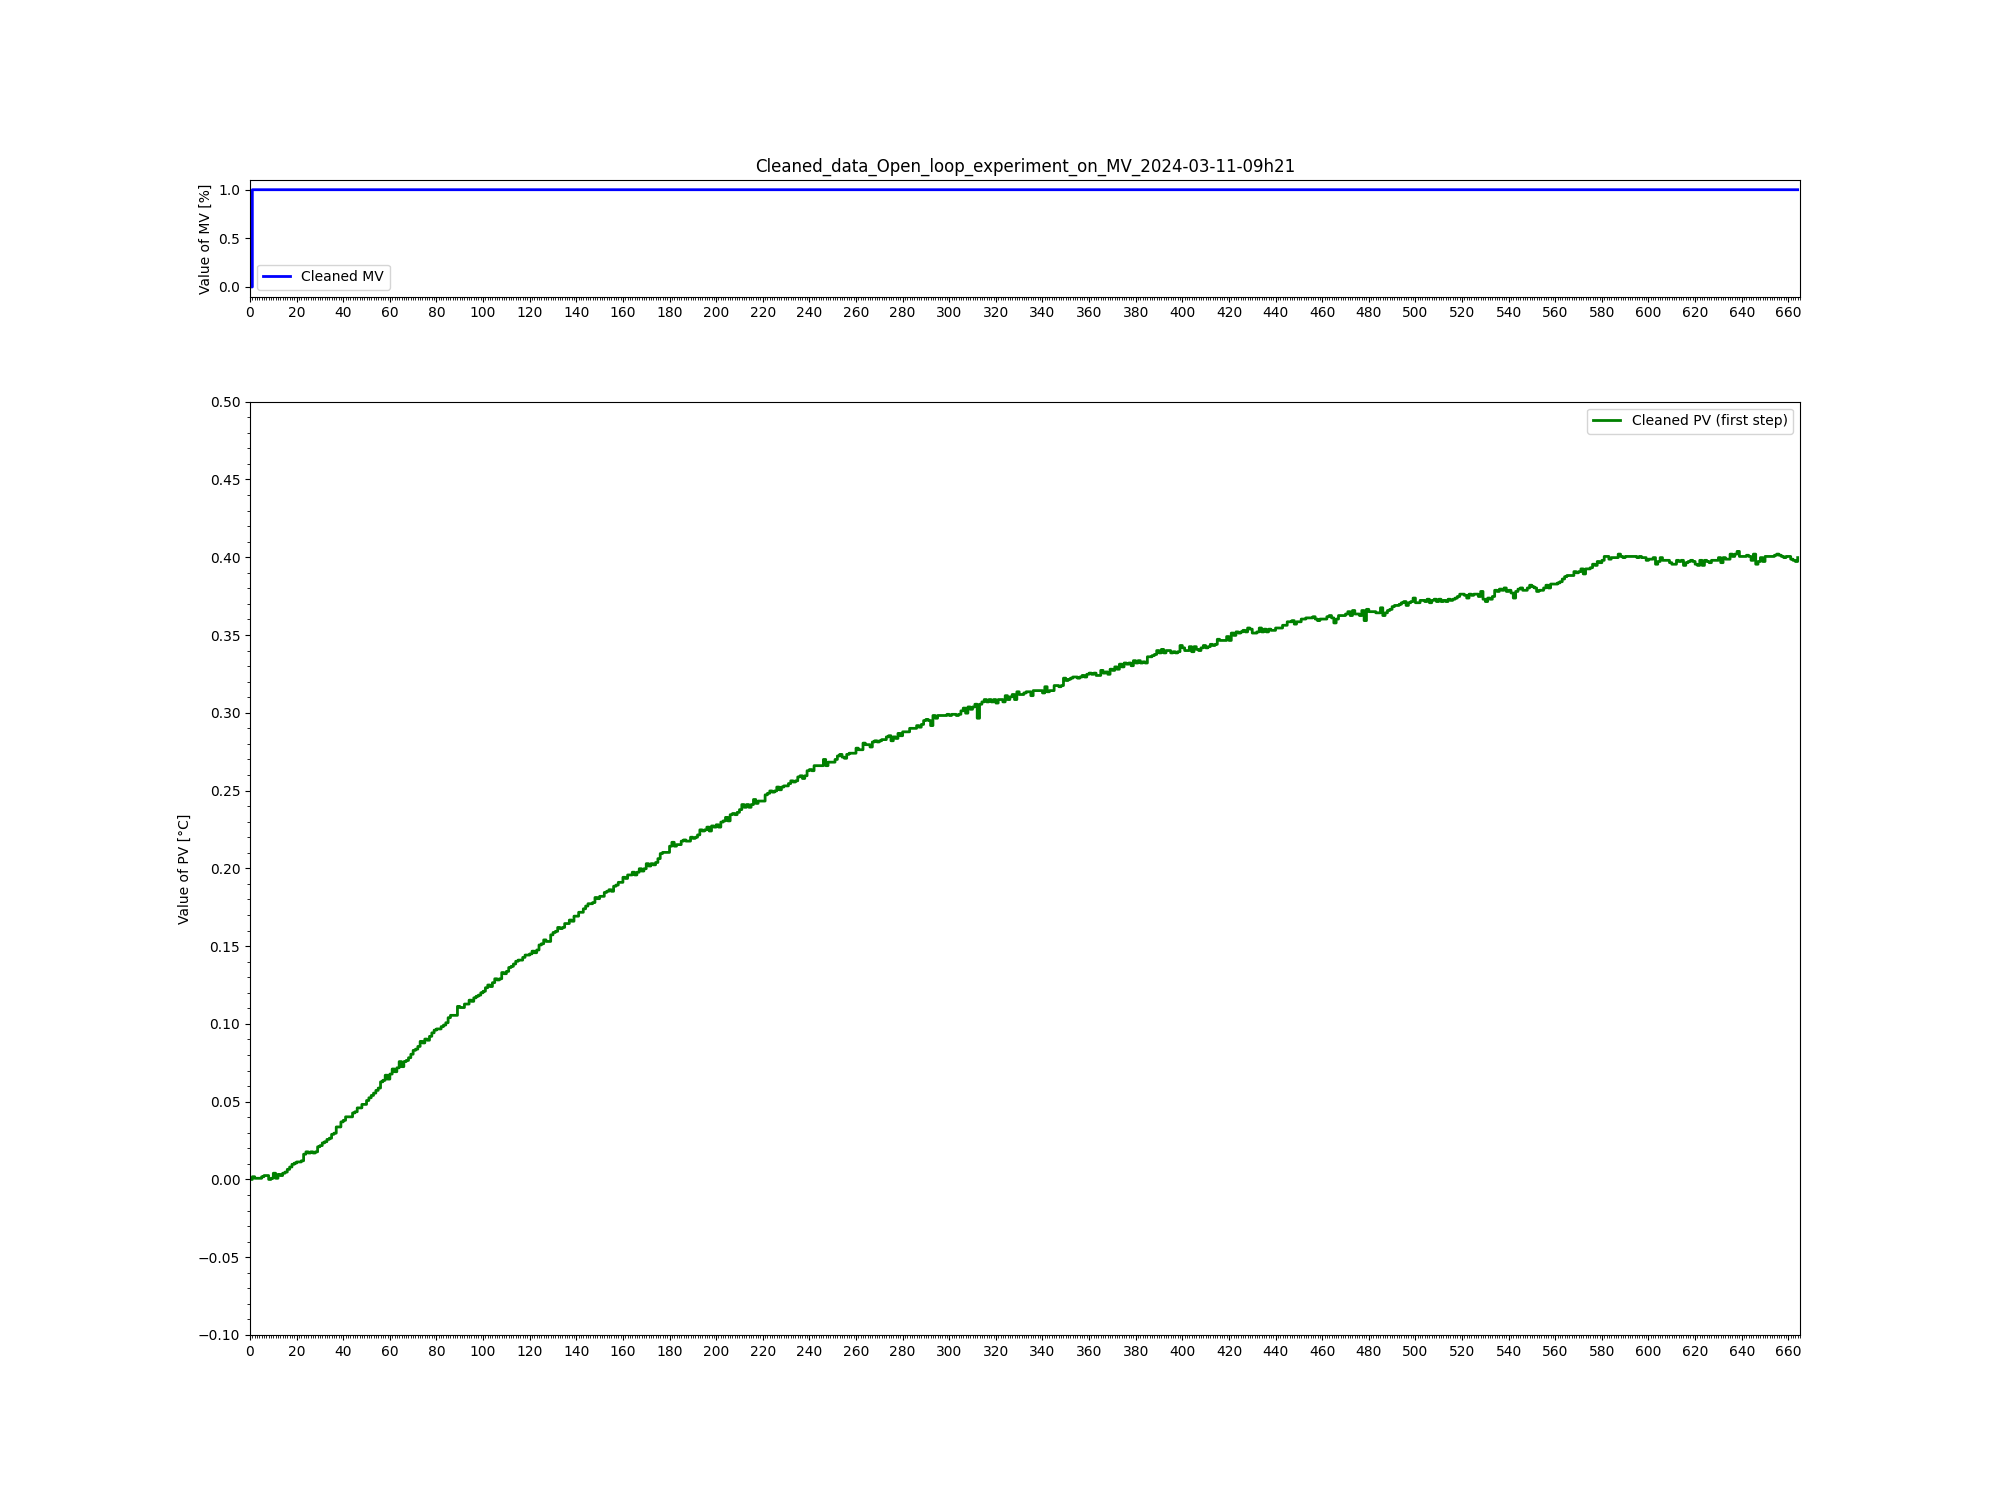 Cleaned_data_Open_loop_experiment_on_MV_2024-03-11-09h21
Value of MV [%]
1.0
0.5
0.0
Cleaned MV
0 20 40 60 80 100 120 140 160 180 200 220 240 260 280 300 320 340 360 380 400 420 440 460 480 500 520 540 560 580 600 620 640 660
Cleaned PV (first step)
Value of PV [°C]
0.50
0.45
0.40
0.35
0.30
0.25
0.20
0.15
0.10
0.05
0.00
−0.05
−0.10
0 20 40 60 80 100 120 140 160 180 200 220 240 260 280 300 320 340 360 380 400 420 440 460 480 500 520 540 560 580 600 620 640 660